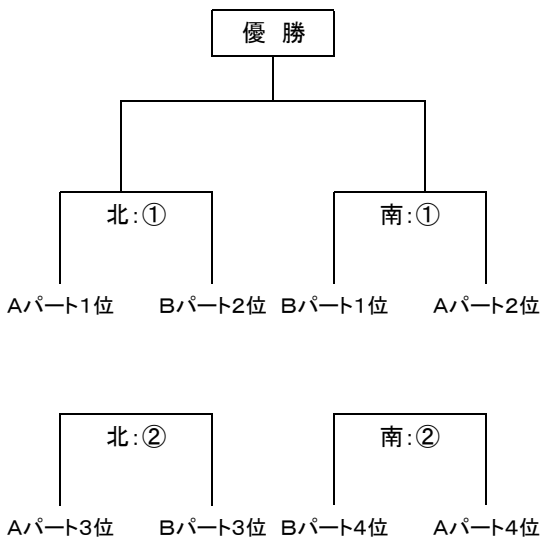 優 勝
北:① 南:①
Aパート1位 Bパート2位 Bパート1位 Aパート2位
北:② 南:②
Aパート3位 Bパート3位 Bパート4位 Aパート4位